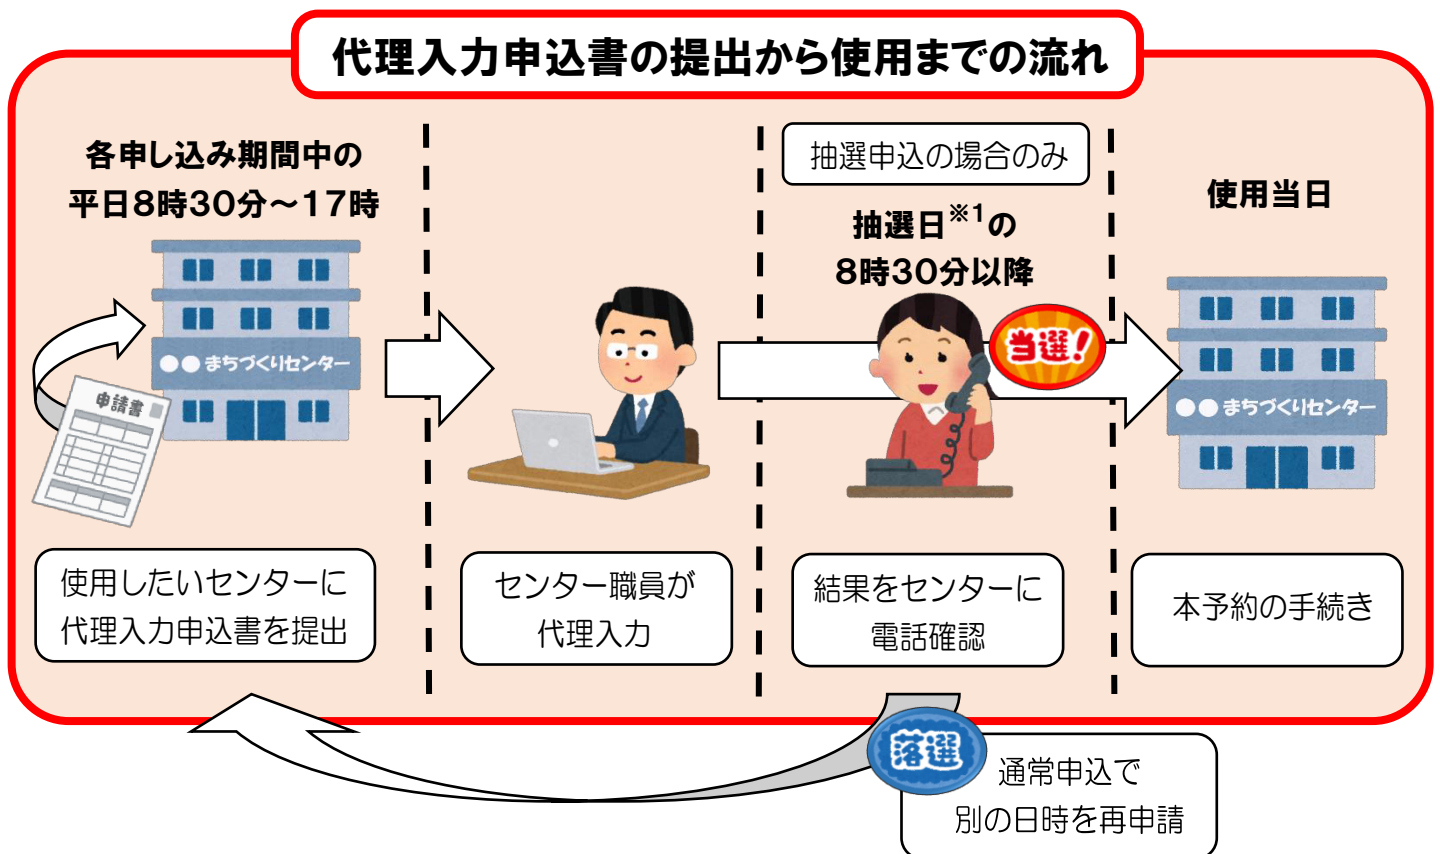 代理入力申込書の提出から使用までの流れ
各申し込み期間中の
平日8時30分～17時
●●まちづくりセンター
申請書
使用したいセンターに
代理入力申込書を提出
センター職員が
代理入力
抽選申込の場合のみ
抽選日※1の
8時30分以降
当選！
結果をセンターに
電話確認
使用当日
●●まちづくりセンター
本予約の手続き
落選
通常申込で
別の日時を再申請